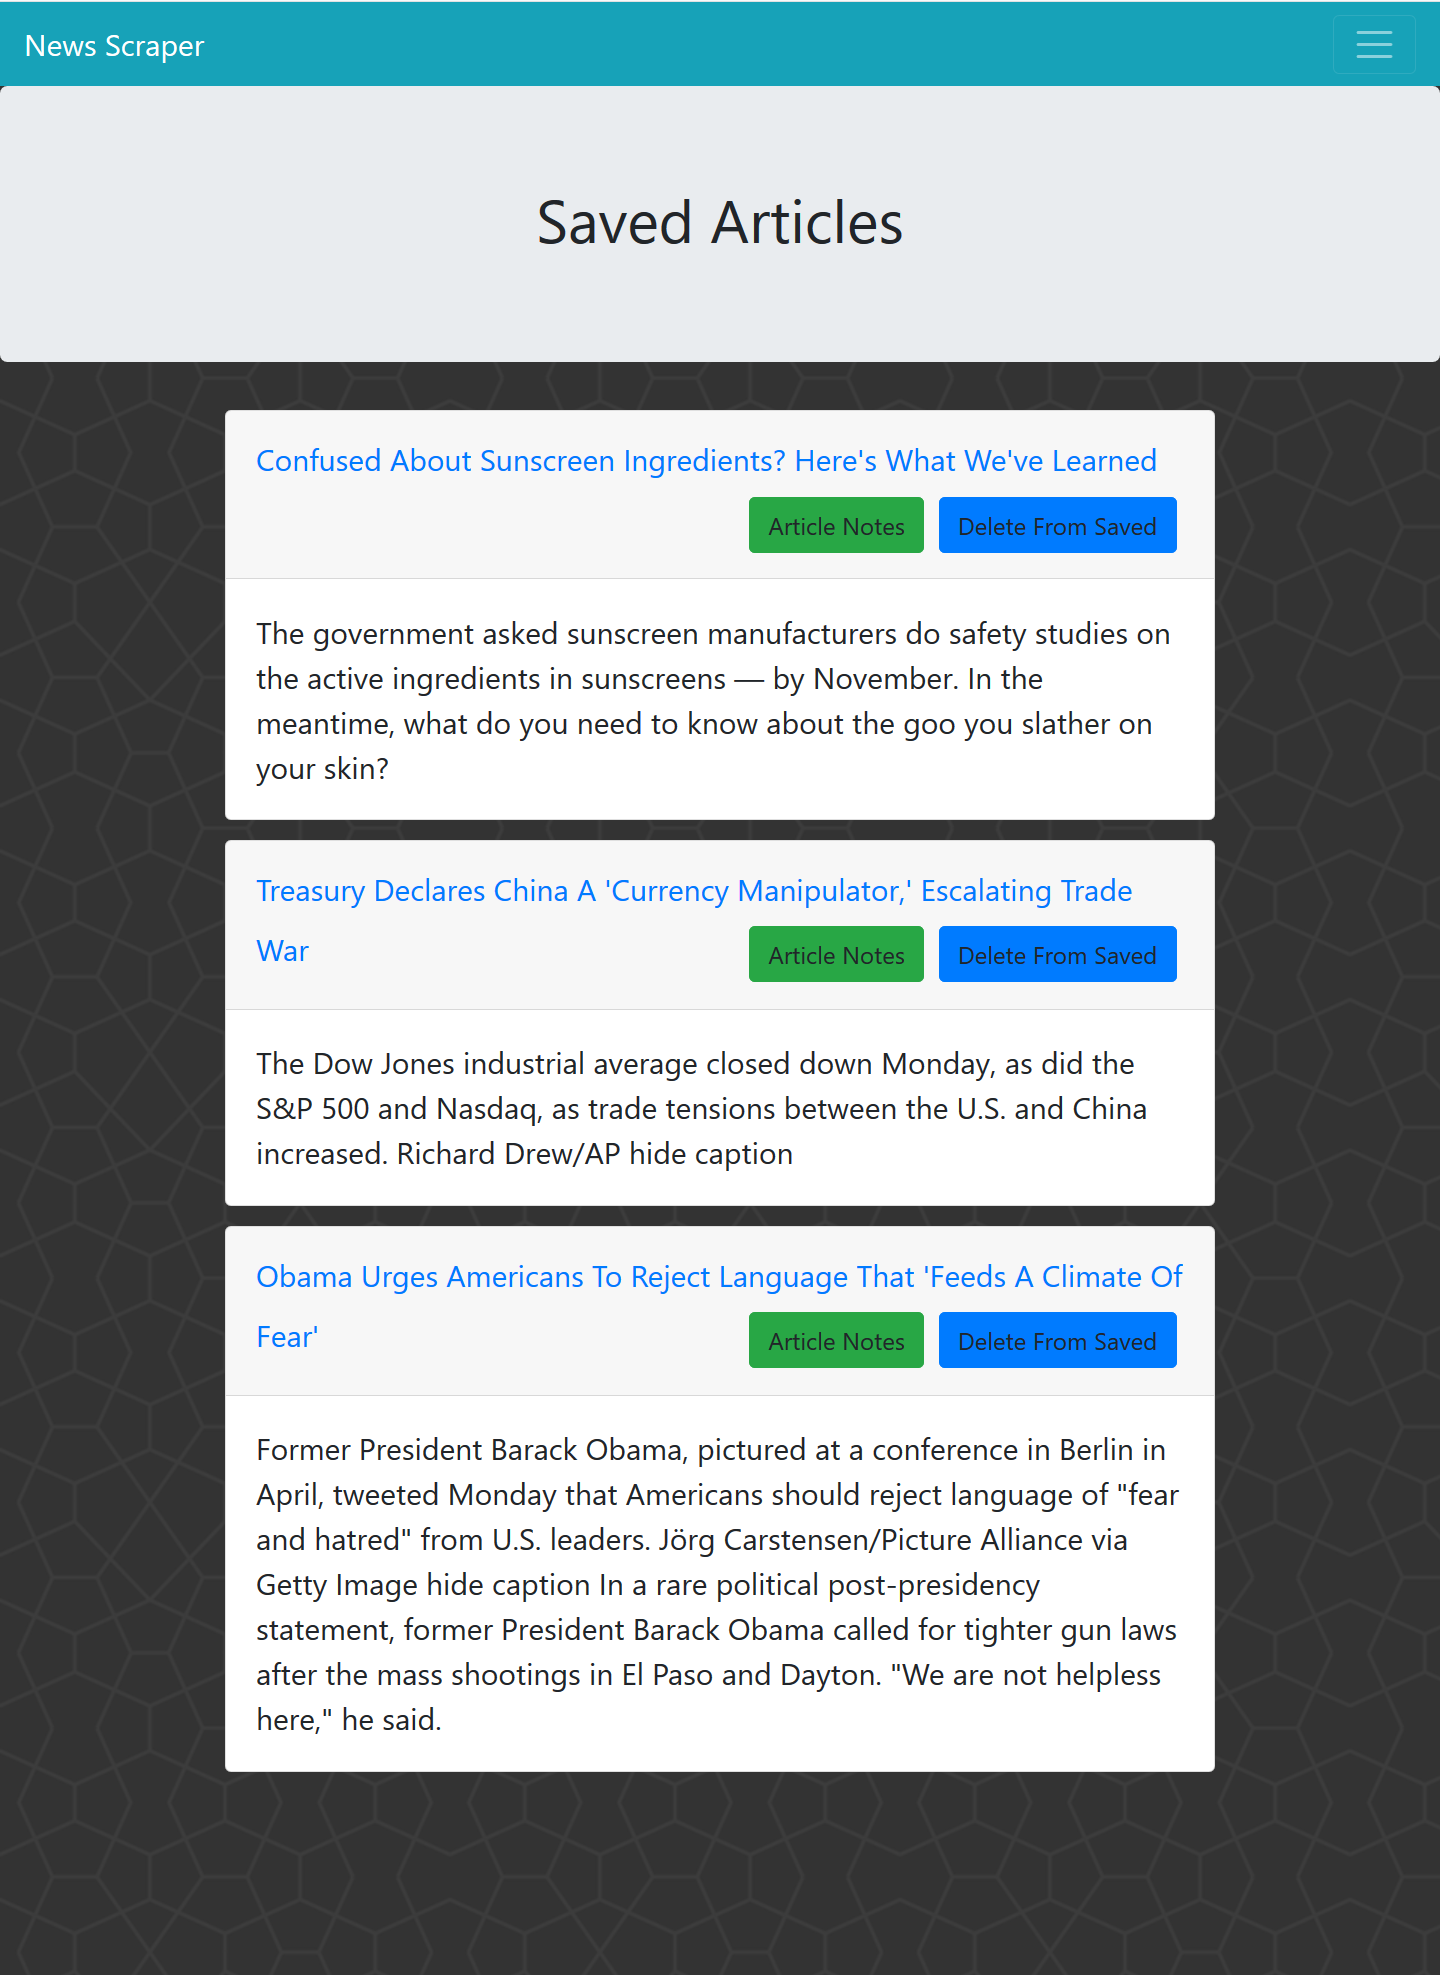 News Scraper
Saved Articles
Confused About Sunscreen Ingredients? Here's What We've Learned
Article Notes
Delete From Saved
The government asked sunscreen manufacturers do safety studies on
the active ingredients in sunscreens — by November. In the
meantime, what do you need to know about the goo you slather on
your skin?
Treasury Declares China A 'Currency Manipulator,' Escalating Trade
War
Article Notes
Delete From Saved
The Dow Jones industrial average closed down Monday, as did the
S&P 500 and Nasdaq, as trade tensions between the U.S. and China
increased. Richard Drew/AP hide caption
Obama Urges Americans To Reject Language That 'Feeds A Climate Of
Fear'
Article Notes
Delete From Saved
Former President Barack Obama, pictured at a conference in Berlin in
April, tweeted Monday that Americans should reject language of "fear
and hatred" from U.S. leaders. Jörg Carstensen/Picture Alliance via
Getty Image hide caption In a rare political post-presidency
statement, former President Barack Obama called for tighter gun laws
after the mass shootings in El Paso and Dayton. "We are not helpless
here," he said.